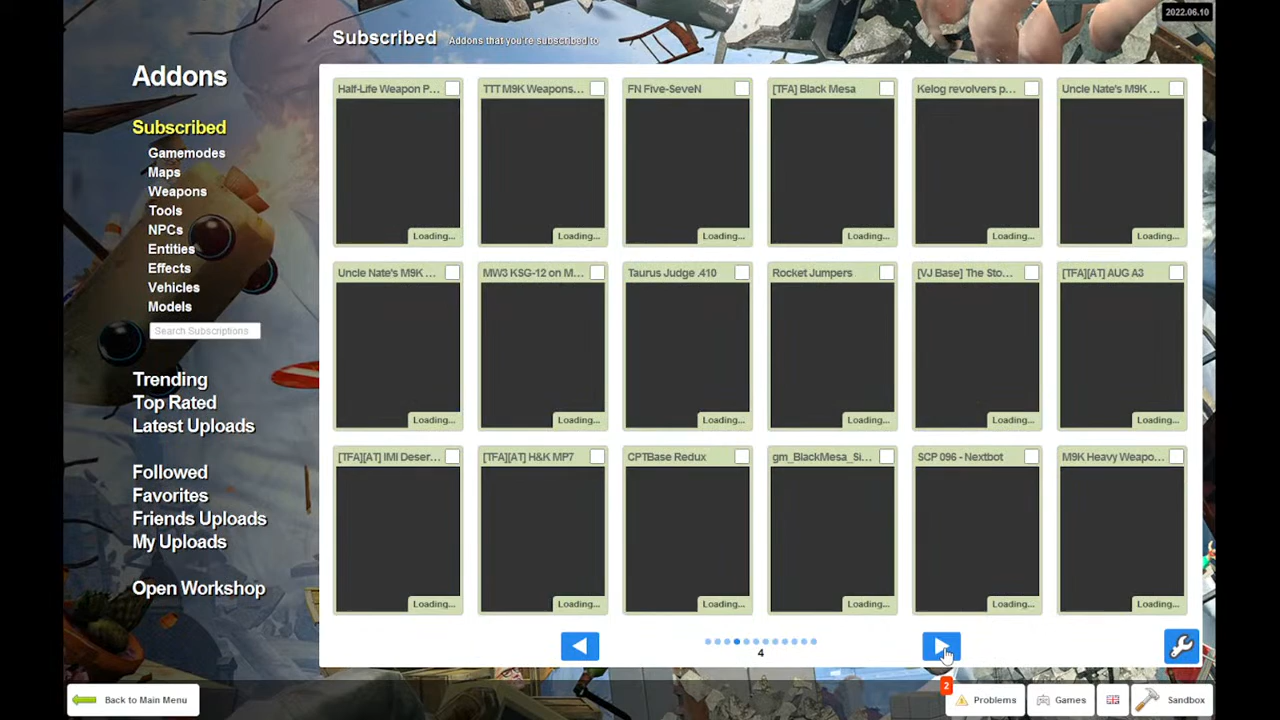 2022.06.10
Subscribed Addons that you're subscribed to
Addons
Subscribed
Gamemodes
Maps
Weapons
Tools
NPCs
Entities
Effects
Vehicles
Models
Search Subscriptions
Trending
Top Rated
Latest Uploads
Followed
Favorites
Friends Uploads
My Uploads
Open Workshop
Half-Life Weapon P... TTT M9K Weapons... FN Five-SeveN [TFA] Black Mesa Kelog revolvers p... Uncle Nate's M9K ...
Loading... Loading... Loading... Loading... Loading... Loading...
Uncle Nate's M9K ... MW3 KSG-12 on M... Taurus Judge .410 Rocket Jumpers [VJ Base] The Sto... [TFA][AT] AUG A3
Loading... Loading... Loading... Loading... Loading... Loading...
[TFA][AT] IMI Deser... [TFA][AT] H&K MP7 CPTBase Redux gm_BlackMesa_Si... SCP 096 - Nextbot M9K Heavy Weapo...
Loading... Loading... Loading... Loading... Loading... Loading...
4
Back to Main Menu 2 Problems Games Sandbox